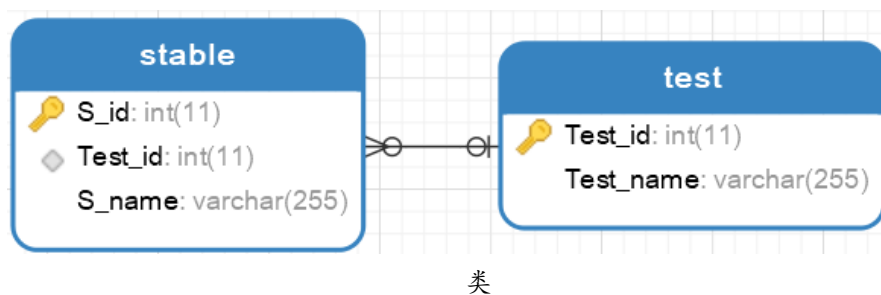 stable
S_id: int(11)
Test_id: int(11)
S_name: varchar(255)
test
Test_id: int(11)
Test_name: varchar(255)
类